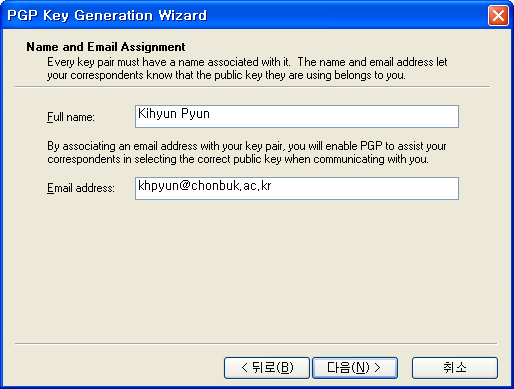 PGP Key Generation Wizard
Name and Email Assignment
Every key pair must have a name associated with it.  The name and email address let
your correspondents know that the public key they are using belongs to you.
Full name:
Kihyun Pyun
By associating an email address with your key pair, you will enable PGP to assist your
correspondents in selecting the correct public key when communicating with you.
Email address:
khpyun@chonbuk.ac.kr
< 뒤로(B)
다음(N) >
취소